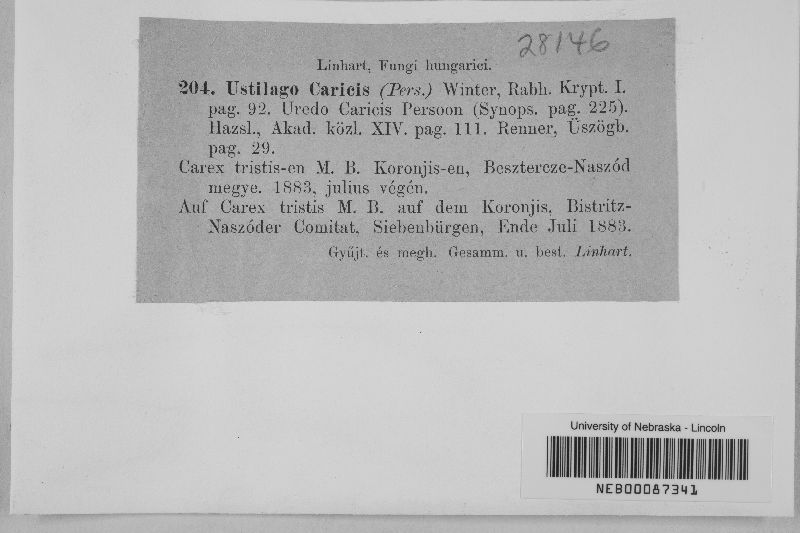 28146
Linhart, Fungi hungarici.
204. Ustilago Caricis (Pers.) Winter, Rabh. Krypt. I.
pag. 92. Uredo Caricis Persoon (Synops. pag. 225).
Hazsl., Akad. közl. XIV. pag. 111. Renner, Üszögb.
pag. 29.
Carex tristis-en M. B. Koronjis-en, Besztercze-Naszód
megye. 1883, julius végén.
Auf Carex tristis M. B. auf dem Koronjis, Bistritz-
Naszóder Comitat, Siebenbürgen, Ende Juli 1883.
Gyűjt. és megh. Gesamm. u. best. Linhart.
University of Nebraska - Lincoln
NEB00067341